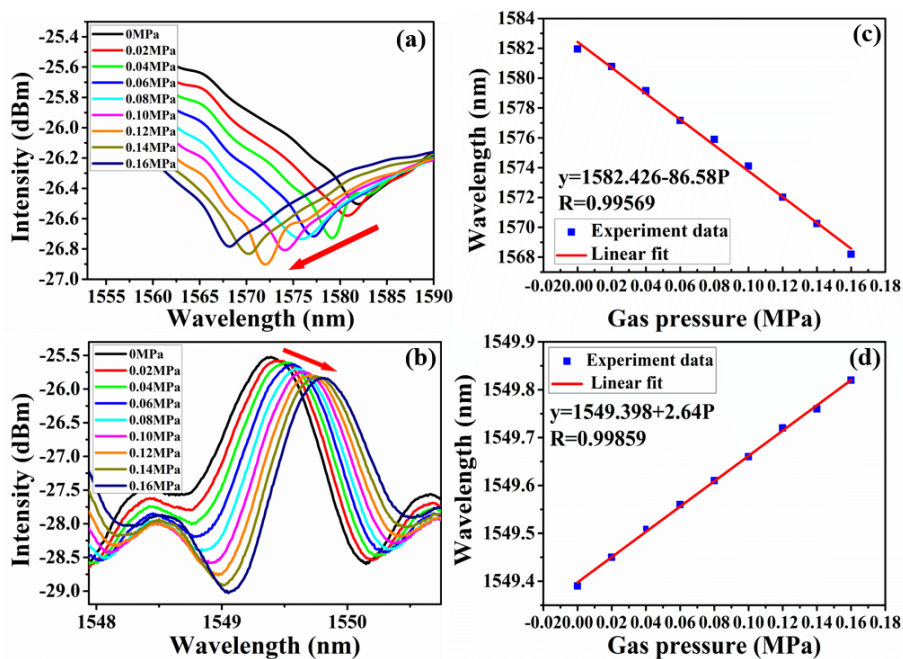 (a)
0MPa
0.02MPa
0.04MPa
0.06MPa
0.08MPa
0.10MPa
0.12MPa
0.14MPa
0.16MPa
-25.4
-25.6
-25.8
-26.0
-26.2
-26.4
-26.6
-26.8
-27.0
Intensity (dBm)
1555 1560 1565 1570 1575 1580 1585 1590
Wavelength (nm)
(c)
1584
1582
1580
1578
1576
1574
1572
1570
1568
Wavelength (nm)
y=1582.426-86.58P
R=0.99569
Experiment data
Linear fit
-0.02 0.00 0.02 0.04 0.06 0.08 0.10 0.12 0.14 0.16 0.18
Gas pressure (MPa)
(b)
0MPa
0.02MPa
0.04MPa
0.06MPa
0.08MPa
0.10MPa
0.12MPa
0.14MPa
0.16MPa
-25.5
-26.0
-26.5
-27.0
-27.5
-28.0
-28.5
-29.0
Intensity (dBm)
1548 1549 1550
Wavelength (nm)
(d)
1549.9
1549.8
1549.7
1549.6
1549.5
1549.4
Wavelength (nm)
Experiment data
Linear fit
y=1549.398+2.64P
R=0.99859
-0.02 0.00 0.02 0.04 0.06 0.08 0.10 0.12 0.14 0.16 0.18
Gas pressure (MPa)